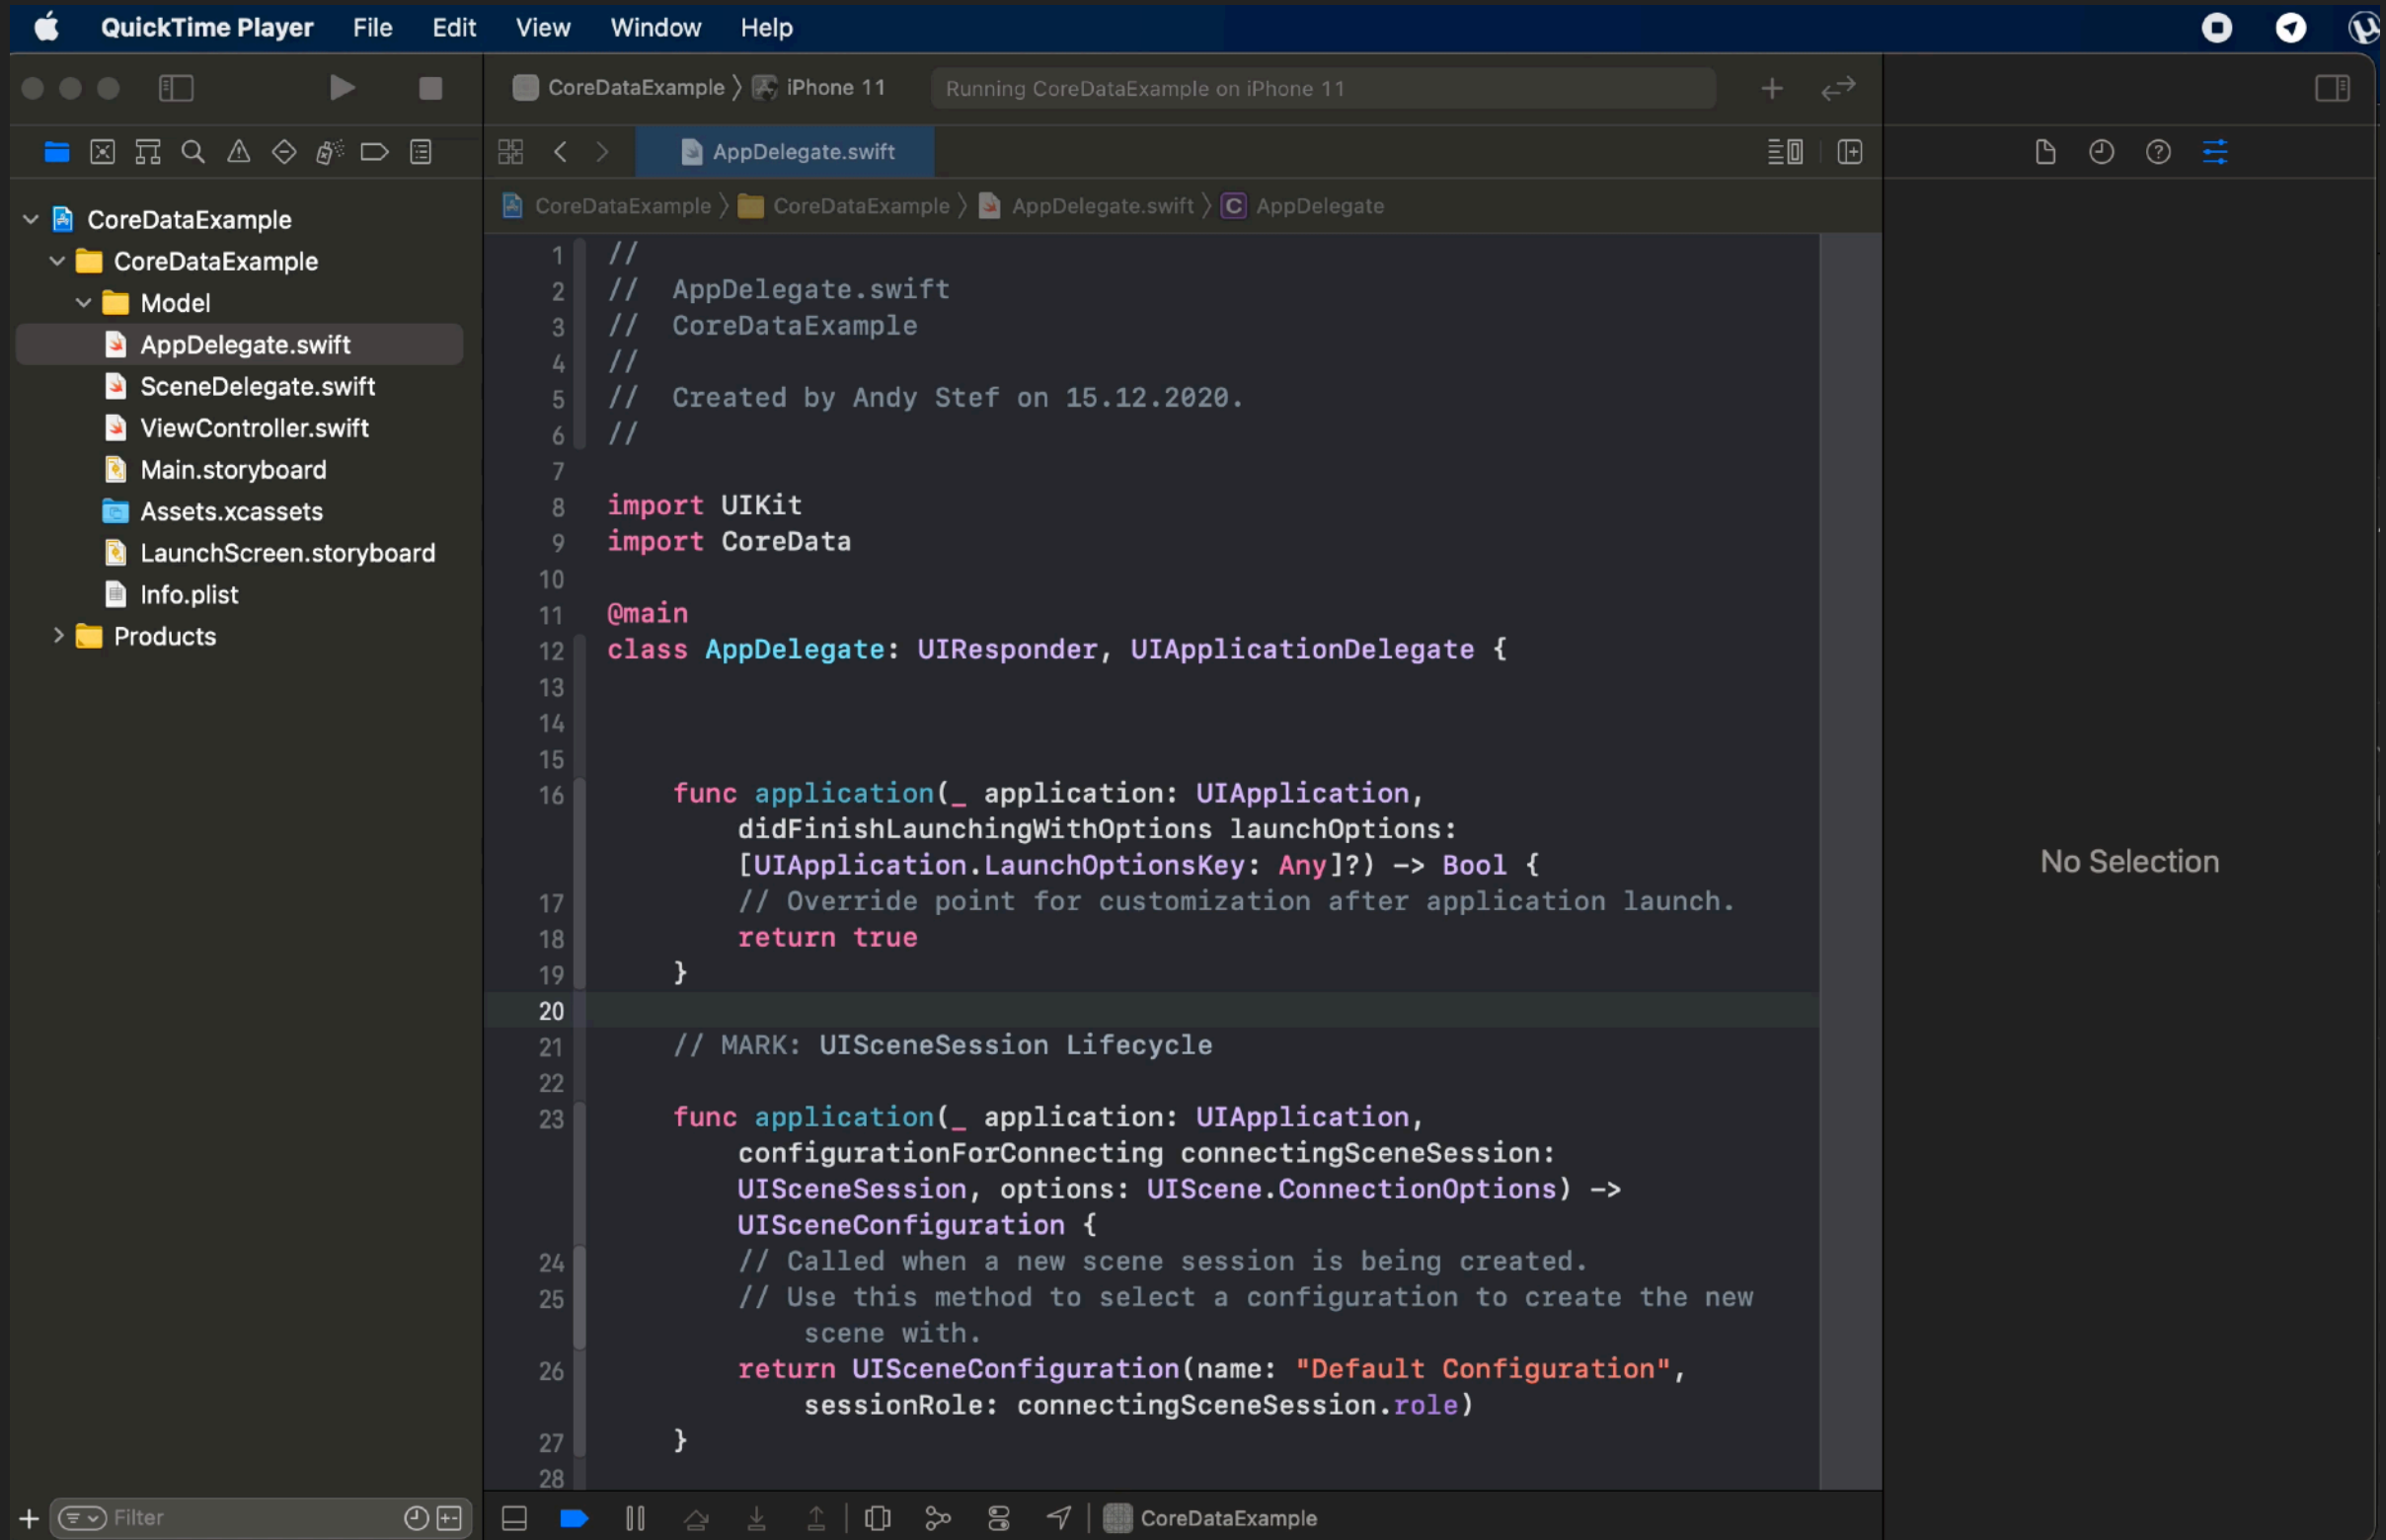 QuickTime Player File Edit View Window Help
CoreDataExample iPhone 11 Running CoreDataExample on iPhone 11
AppDelegate.swift
CoreDataExample CoreDataExample AppDelegate.swift C AppDelegate
CoreDataExample
CoreDataExample
Model
AppDelegate.swift
SceneDelegate.swift
ViewController.swift
Main.storyboard
Assets.xcassets
LaunchScreen.storyboard
Info.plist
Products
1 //
2 //  AppDelegate.swift
3 //  CoreDataExample
4 //
5 //  Created by Andy Stef on 15.12.2020.
6 //
7
8 import UIKit
9 import CoreData
10
11 @main
12 class AppDelegate: UIResponder, UIApplicationDelegate {
13
14
15
16 func application(_ application: UIApplication,
didFinishLaunchingWithOptions launchOptions:
[UIApplication.LaunchOptionsKey: Any]?) -> Bool {
17 // Override point for customization after application launch.
18 return true
19 }
20
21 // MARK: UISceneSession Lifecycle
22
23 func application(_ application: UIApplication,
configurationForConnecting connectingSceneSession:
UISceneSession, options: UIScene.ConnectionOptions) ->
UISceneConfiguration {
24 // Called when a new scene session is being created.
25 // Use this method to select a configuration to create the new
scene with.
26 return UISceneConfiguration(name: "Default Configuration",
sessionRole: connectingSceneSession.role)
27 }
28
No Selection
Filter
CoreDataExample